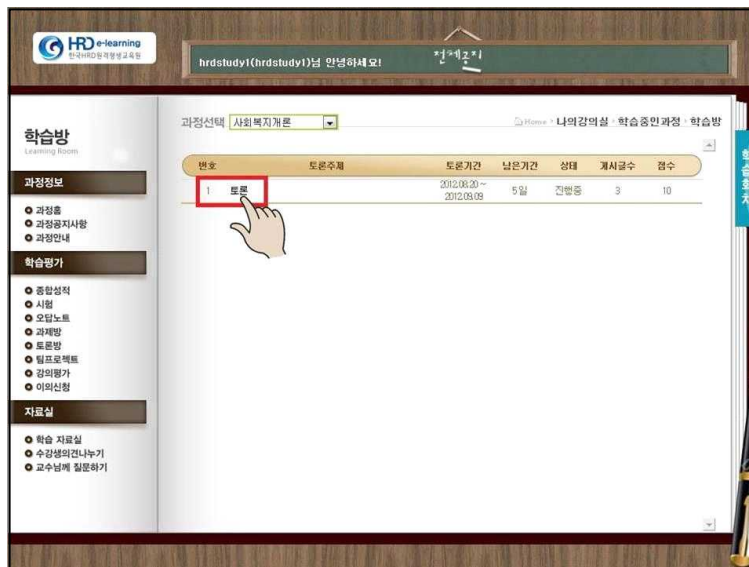 HRD e-learning
한국HRD원격평생교육원
hrdstudy1(hrdstudy1)님 안녕하세요!
전체공지
학습방
Learning Room
과정정보
과정홈
과정공지사항
과정안내
학습평가
종합성적
시험
오답노트
과제방
토론방
팀프로젝트
강의평가
이의신청
자료실
학습 자료실
수강생의견나누기
교수님께 질문하기
과정선택 사회복지개론
Home 나의강의실 학습중인과정 학습방
번호 토론주제 토론기간 남은기간 상태 게시글수 점수
1 토론 2012.08.20 ~ 2012.09.09 5일 진행중 3 10
학습회차